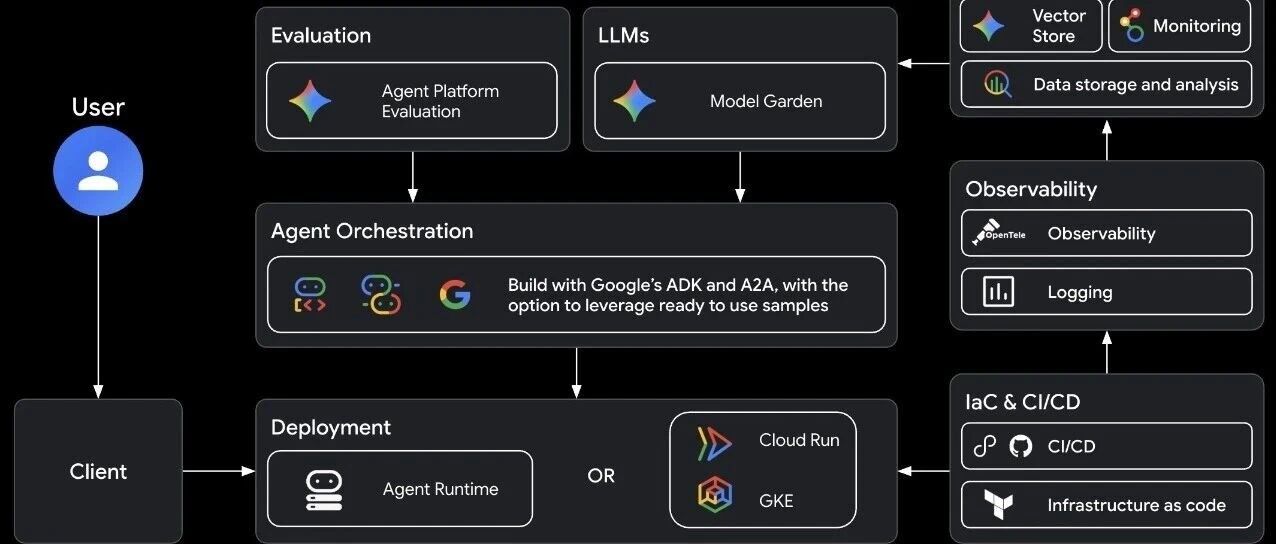 User
Client
Evaluation
Agent Platform
Evaluation
LLMs
Model Garden
Agent Orchestration
Build with Google's ADK and A2A, with the
option to leverage ready to use samples
Deployment
Agent Runtime
OR
Cloud Run
GKE
Vector
Store
Monitoring
Data storage and analysis
Observability
OpenTele
Observability
Logging
IaC & CI/CD
CI/CD
Infrastructure as code